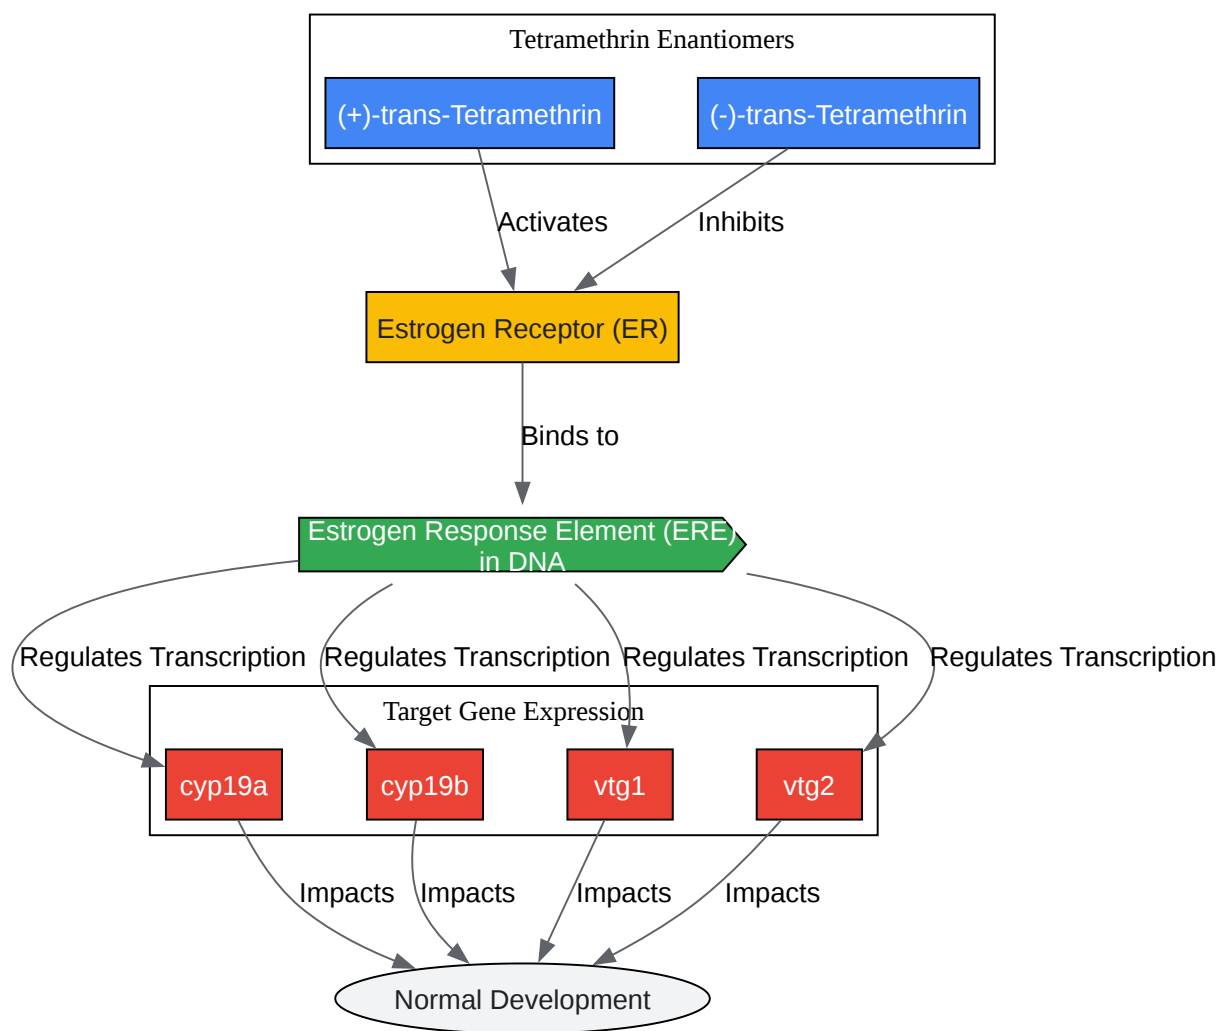 Tetramethrin Enantiomers
(+)-trans-Tetramethrin
(-)-trans-Tetramethrin
Activates
Inhibits
Estrogen Receptor (ER)
Binds to
Estrogen Response Element (ERE)
in DNA
Regulates Transcription
Regulates Transcription
Regulates Transcription
Regulates Transcription
Target Gene Expression
cyp19a
cyp19b
vtg1
vtg2
Impacts
Impacts
Impacts
Impacts
Normal Development